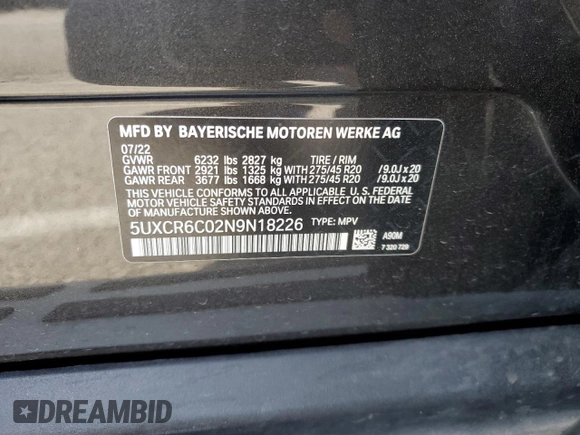 MFD BY BAYERISCHE MOTOREN WERKE AG
07/22
GVWR 6232 lbs 2827 kg TIRE / RIM
GAWR FRONT 2921 lbs 1325 kg WITH 275/45 R20 /9.0J x 20
GAWR REAR 3677 lbs 1668 kg WITH 275/45 R20 /9.0J x 20
THIS VEHICLE CONFORMS TO ALL APPLICABLE U. S. FEDERAL
MOTOR VEHICLE SAFETY STANDARDS IN EFFECT ON THE DATE
OF MANUFACTURE SHOWN ABOVE.
5UXCR6C02N9N18226 TYPE: MPV
A90M
7 320 729
DREAMBID